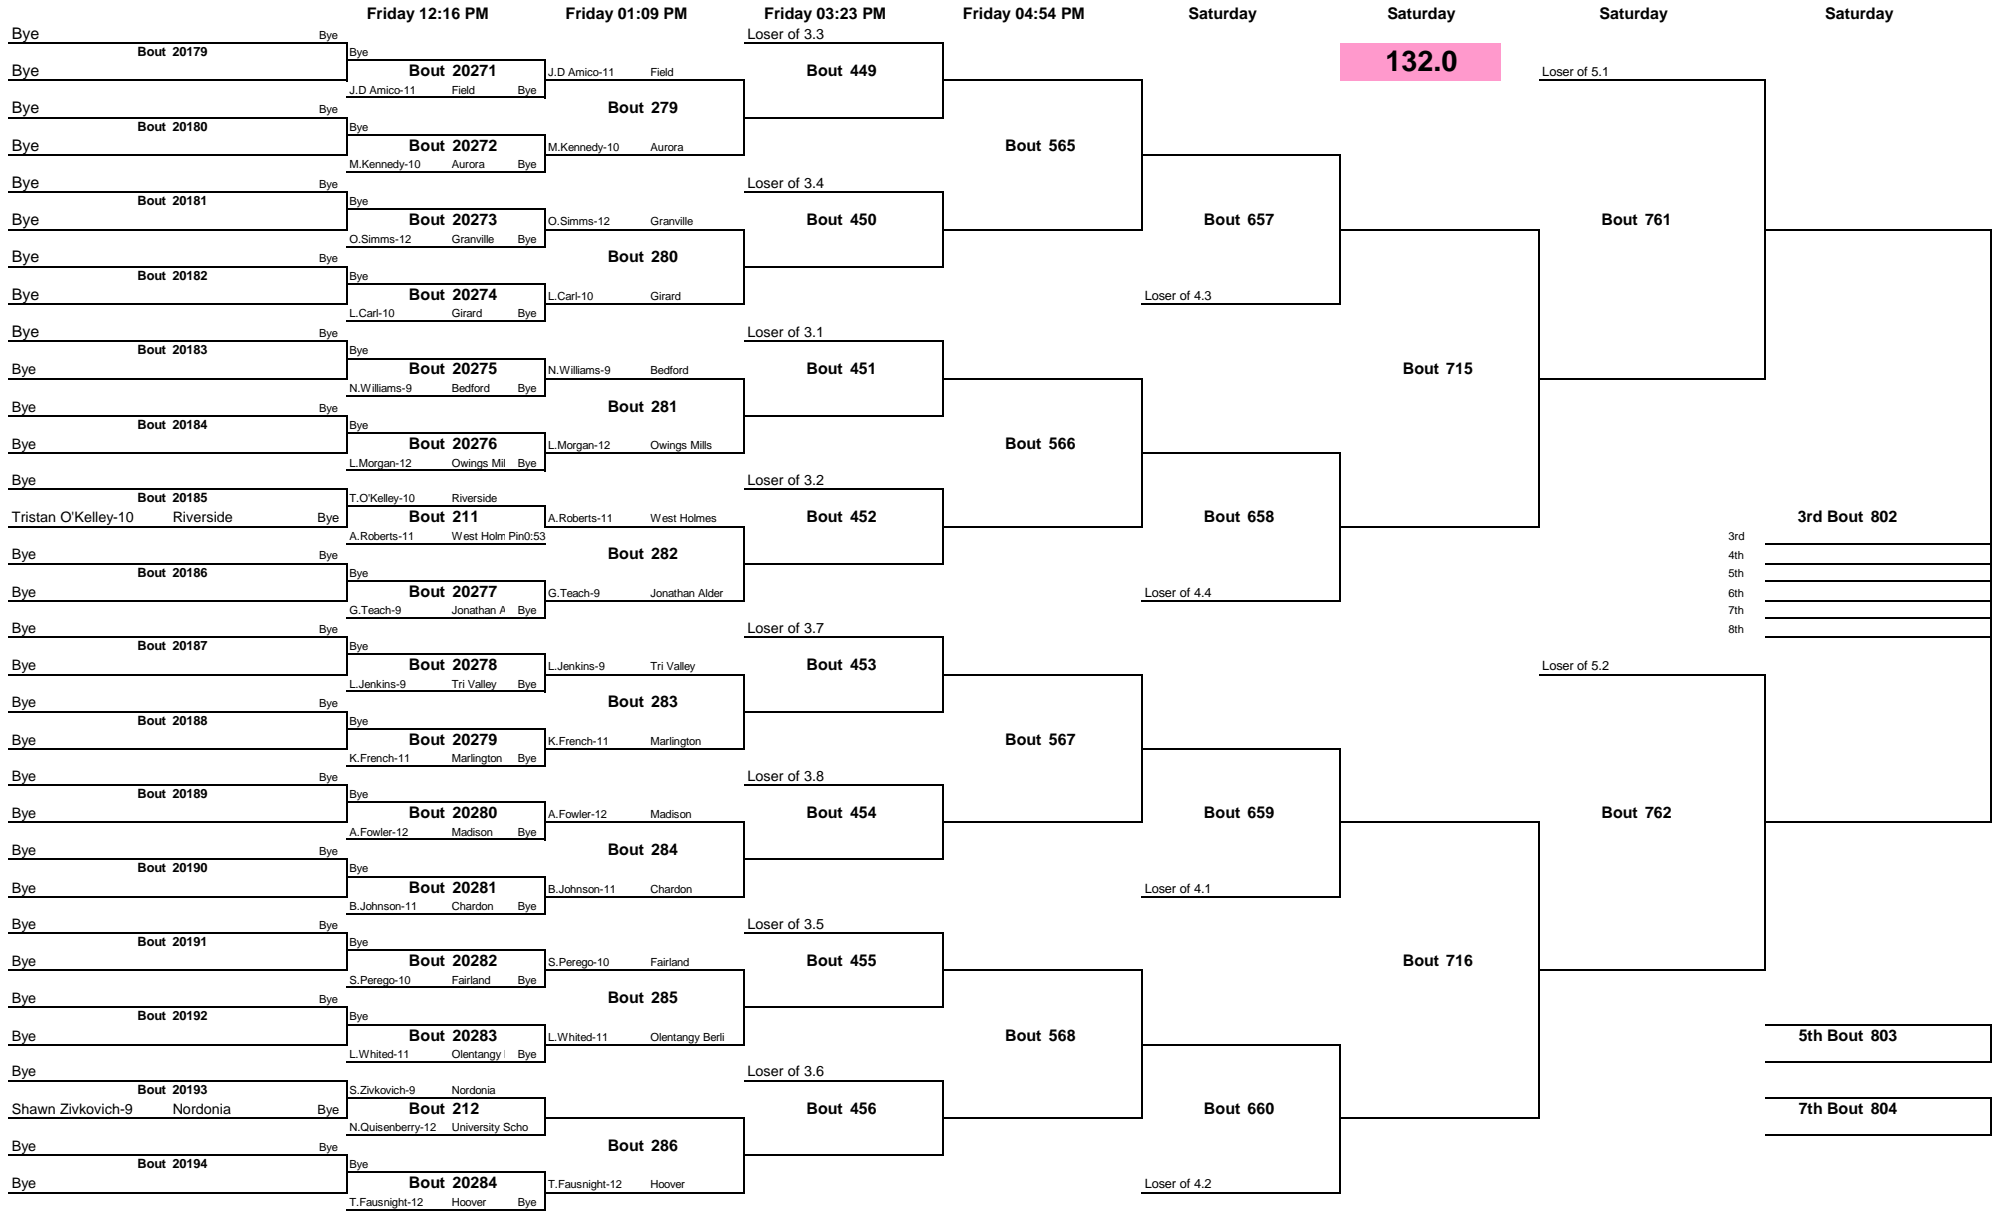 Friday 12:16 PM Friday 01:09 PM Friday 03:23 PM Friday 04:54 PM Saturday Saturday Saturday Saturday
132.0
Bye Bye
Bout 20179
Bye
Bye Bye
Bout 20180
Bye
Bye Bye
Bout 20181
Bye
Bye Bye
Bout 20182
Bye
Bye Bye
Bout 20183
Bye
Bye Bye
Bout 20184
Bye
Bye
Bout 20185
Tristan O'Kelley-10 Riverside Bye
Bye Bye
Bout 20186
Bye
Bye Bye
Bout 20187
Bye
Bye Bye
Bout 20188
Bye
Bye Bye
Bout 20189
Bye
Bye Bye
Bout 20190
Bye
Bye Bye
Bout 20191
Bye
Bye Bye
Bout 20192
Bye
Bye
Bout 20193
Shawn Zivkovich-9 Nordonia Bye
Bye Bye
Bout 20194
Bye
Bye
Bout 20271
J.D Amico-11 Field Bye
Bye
Bout 20272
M.Kennedy-10 Aurora Bye
Bye
Bout 20273
O.Simms-12 Granville Bye
Bye
Bout 20274
L.Carl-10 Girard Bye
Bye
Bout 20275
N.Williams-9 Bedford Bye
Bye
Bout 20276
L.Morgan-12 Owings Mil Bye
T.O'Kelley-10 Riverside
Bout 211
A.Roberts-11 West Holm Pin0:53
Bye
Bout 20277
G.Teach-9 Jonathan A Bye
Bye
Bout 20278
L.Jenkins-9 Tri Valley Bye
Bye
Bout 20279
K.French-11 Marlington Bye
Bye
Bout 20280
A.Fowler-12 Madison Bye
Bye
Bout 20281
B.Johnson-11 Chardon Bye
Bye
Bout 20282
S.Perego-10 Fairland Bye
Bye
Bout 20283
L.Whited-11 Olentangy Bye
S.Zivkovich-9 Nordonia
Bout 212
N.Quisenberry-12 University Scho
Bye
Bout 20284
T.Fausnight-12 Hoover Bye
J.D Amico-11 Field
Bout 279
M.Kennedy-10 Aurora
O.Simms-12 Granville
Bout 280
L.Carl-10 Girard
N.Williams-9 Bedford
Bout 281
L.Morgan-12 Owings Mills
A.Roberts-11 West Holmes
Bout 282
G.Teach-9 Jonathan Alder
L.Jenkins-9 Tri Valley
Bout 283
K.French-11 Marlington
A.Fowler-12 Madison
Bout 284
B.Johnson-11 Chardon
S.Perego-10 Fairland
Bout 285
L.Whited-11 Olentangy Berli
Bout 286
T.Fausnight-12 Hoover
Loser of 3.3
Bout 449
Loser of 3.4
Bout 450
Loser of 3.1
Bout 451
Loser of 3.2
Bout 452
Loser of 3.7
Bout 453
Loser of 3.8
Bout 454
Loser of 3.5
Bout 455
Loser of 3.6
Bout 456
Bout 565
Bout 566
Bout 567
Bout 568
Bout 657
Loser of 4.3
Bout 658
Loser of 4.4
Bout 659
Loser of 4.1
Bout 660
Loser of 4.2
Bout 715
Bout 716
Loser of 5.1
Bout 761
Loser of 5.2
Bout 762
3rd Bout 802
3rd
4th
5th
6th
7th
8th
5th Bout 803
7th Bout 804